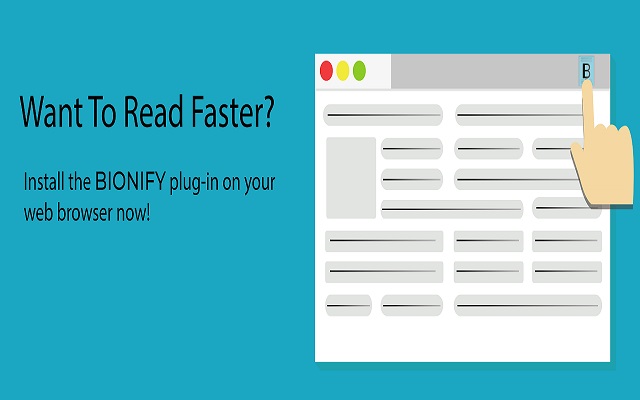 Want To Read Faster?
Install the BIONIFY plug-in on your
web browser now!
B